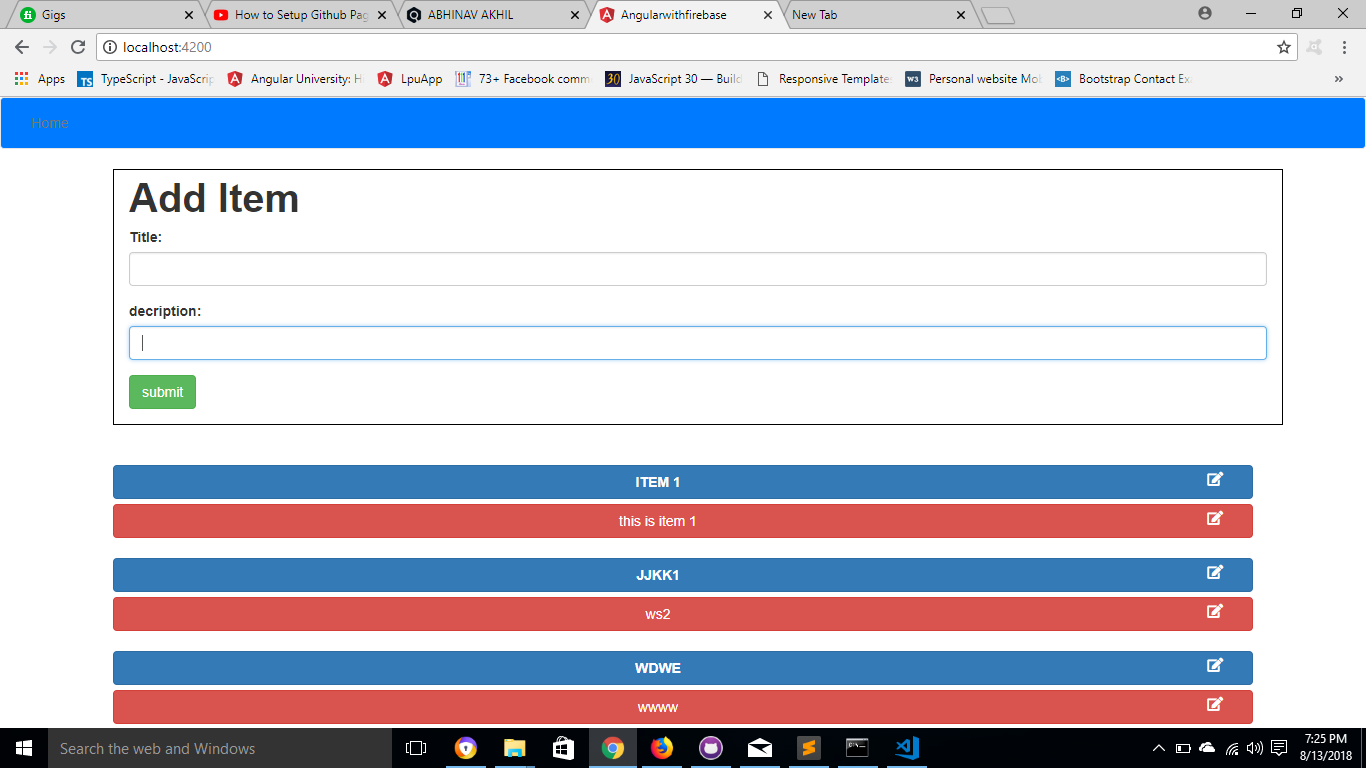 Gigs
How to Setup Github Pag
ABHINAV AKHIL
Angularwithfirebase
New Tab
localhost:4200
Apps
TS
TypeScript - JavaScrip
Angular University: H
LpuApp
73+ Facebook comm
30
JavaScript 30 — Build
Responsive Template
w3
Personal website Mo
<B>
Bootstrap Contact Ex
»
Home
Add Item
Title:
decription:
submit
ITEM 1
this is item 1
JJKK1
ws2
WDWE
wwww
Search the web and Windows
7:25 PM
8/13/2018